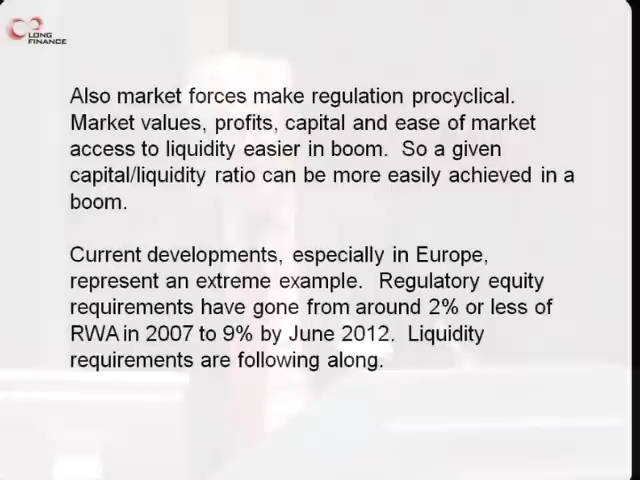 LONG
FINANCE
Also market forces make regulation procyclical.
Market values, profits, capital and ease of market
access to liquidity easier in boom.  So a given
capital/liquidity ratio can be more easily achieved in a
boom.
Current developments, especially in Europe,
represent an extreme example.  Regulatory equity
requirements have gone from around 2% or less of
RWA in 2007 to 9% by June 2012.  Liquidity
requirements are following along.